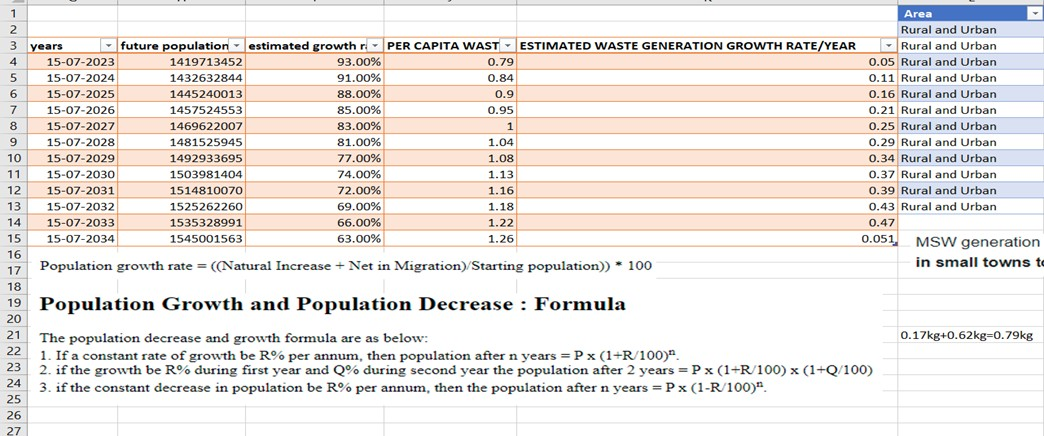 Area
Rural and Urban
years future population estimated growth r PER CAPITA WAST ESTIMATED WASTE GENERATION GROWTH RATE/YEAR Rural and Urban
15-07-2023 1419713452 93.00% 0.79 0.05 Rural and Urban
15-07-2024 1432632844 91.00% 0.84 0.11 Rural and Urban
15-07-2025 1445240013 88.00% 0.9 0.16 Rural and Urban
15-07-2026 1457524553 85.00% 0.95 0.21 Rural and Urban
15-07-2027 1469622007 83.00% 1 0.25 Rural and Urban
15-07-2028 1481525945 81.00% 1.04 0.29 Rural and Urban
15-07-2029 1492933695 77.00% 1.08 0.34 Rural and Urban
15-07-2030 1503981404 74.00% 1.13 0.37 Rural and Urban
15-07-2031 1514810070 72.00% 1.16 0.39 Rural and Urban
15-07-2032 1525262260 69.00% 1.18 0.43 Rural and Urban
15-07-2033 1535328991 66.00% 1.22 0.47
15-07-2034 1545001563 63.00% 1.26 0.051
MSW generation
in small towns to
Population growth rate = ((Natural Increase + Net in Migration)/Starting population)) * 100
Population Growth and Population Decrease : Formula
The population decrease and growth formula are as below:
0.17kg+0.62kg=0.79kg
1. If a constant rate of growth be R% per annum, then population after n years = P x (1+R/100)ⁿ.
2. if the growth be R% during first year and Q% during second year the population after 2 years = P x (1+R/100) x (1+Q/100)
3. if the constant decrease in population be R% per annum, then the population after n years = P x (1-R/100)ⁿ.